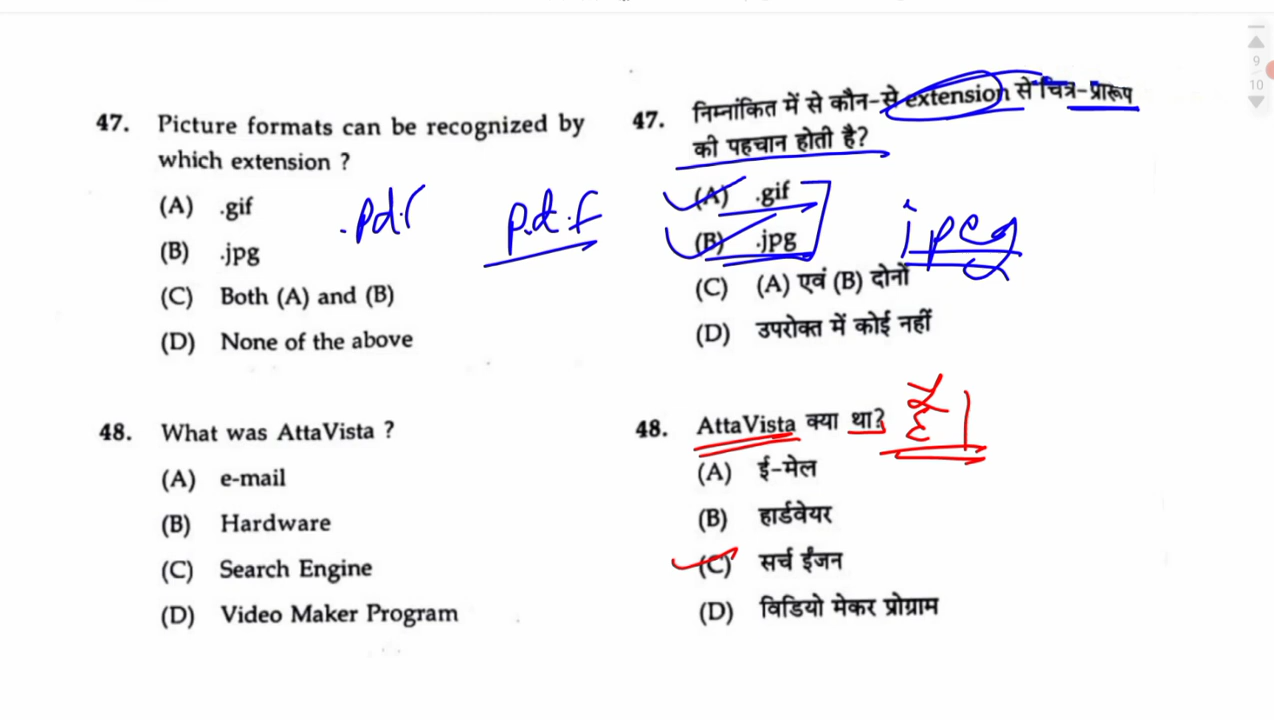 47. Picture formats can be recognized by
which extension ?
(A) .gif
(B) .jpg
(C) Both (A) and (B)
(D) None of the above
.pdf
p.d.f
48. What was AttaVista ?
(A) e-mail
(B) Hardware
(C) Search Engine
(D) Video Maker Program
47. निम्नांकित में से कौन-से extension से चित्र-प्रारूप
की पहचान होती है?
(A) .gif
(B) .jpg
(C) (A) एवं (B) दोनों
(D) उपरोक्त में कोई नहीं
jpeg
48. AttaVista क्या था?
(A) ई-मेल
(B) हार्डवेयर
(C) सर्च ईंजन
(D) विडियो मेकर प्रोग्राम
9
10